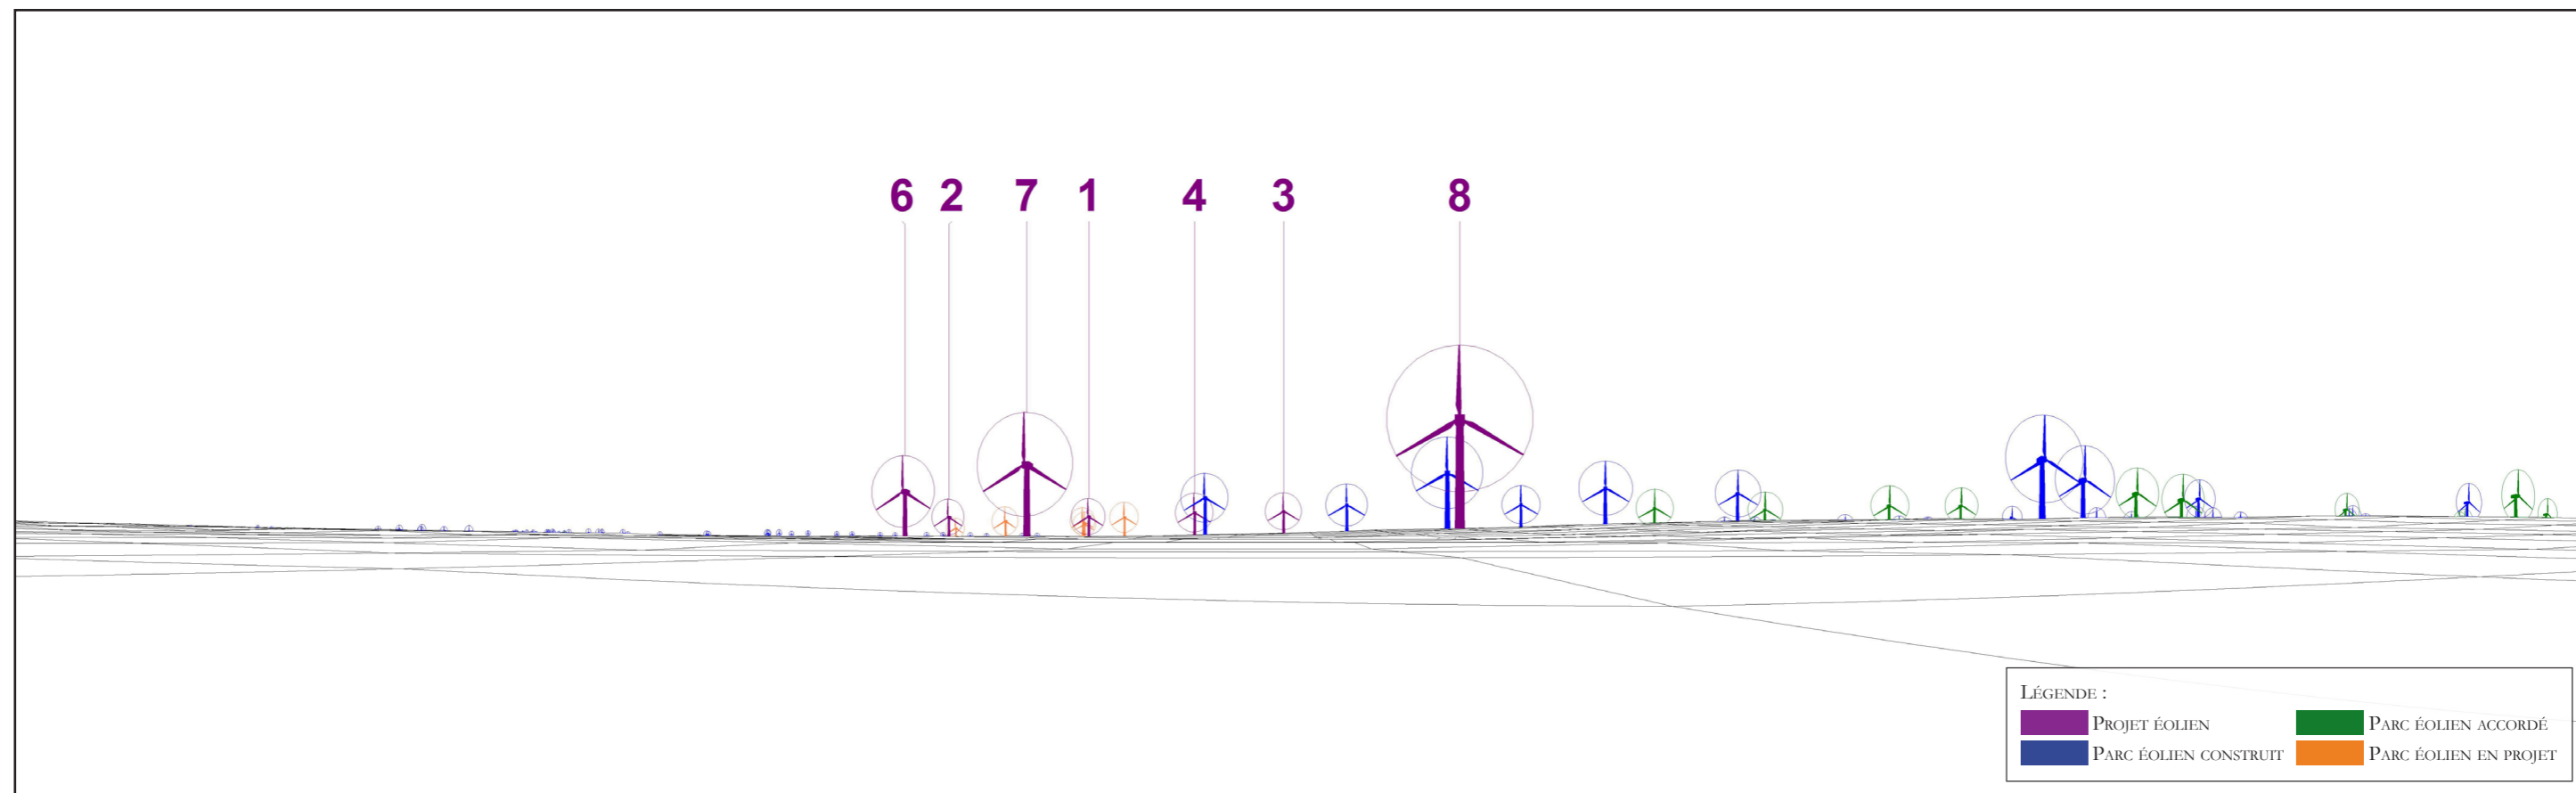 6 2 7 1 4 3 8
Légende :
Projet éolien
Parc éolien accordé
Parc éolien construit
Parc éolien en projet